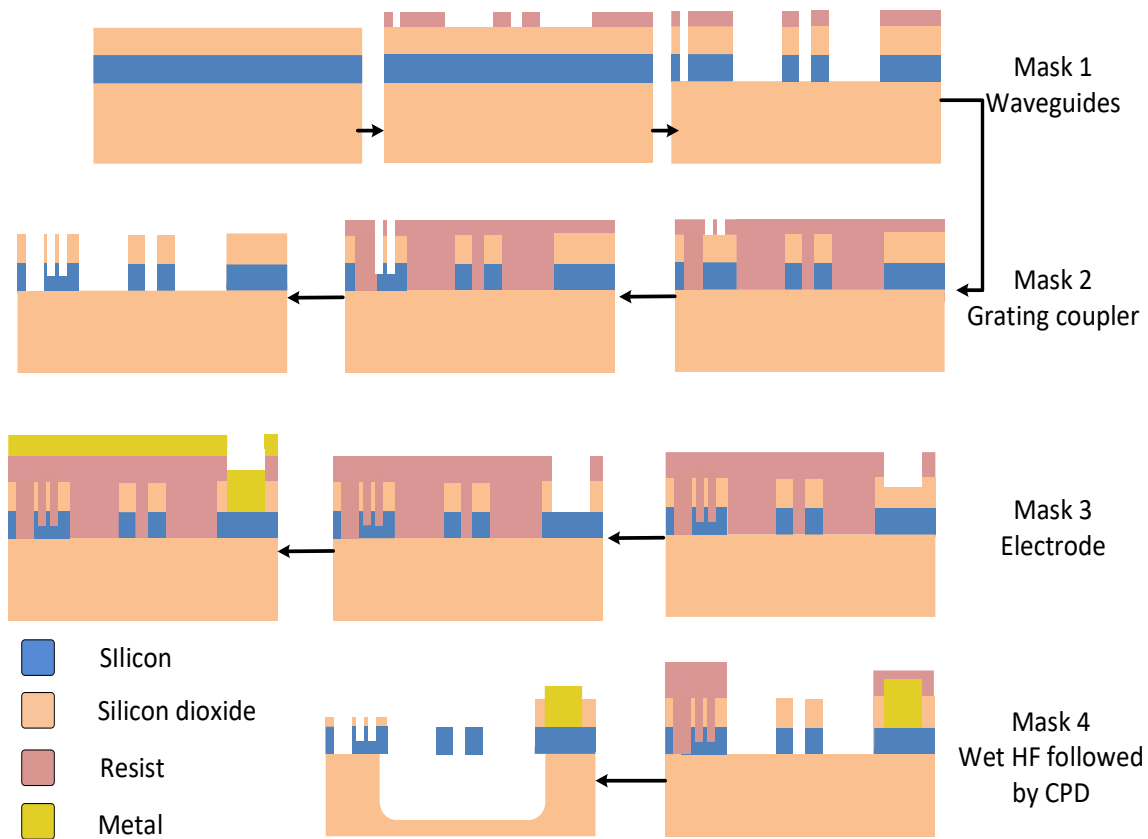 Mask 1
Waveguides
Mask 2
Grating coupler
Mask 3
Electrode
SIlicon
Silicon dioxide
Resist
Metal
Mask 4
Wet HF followed
by CPD